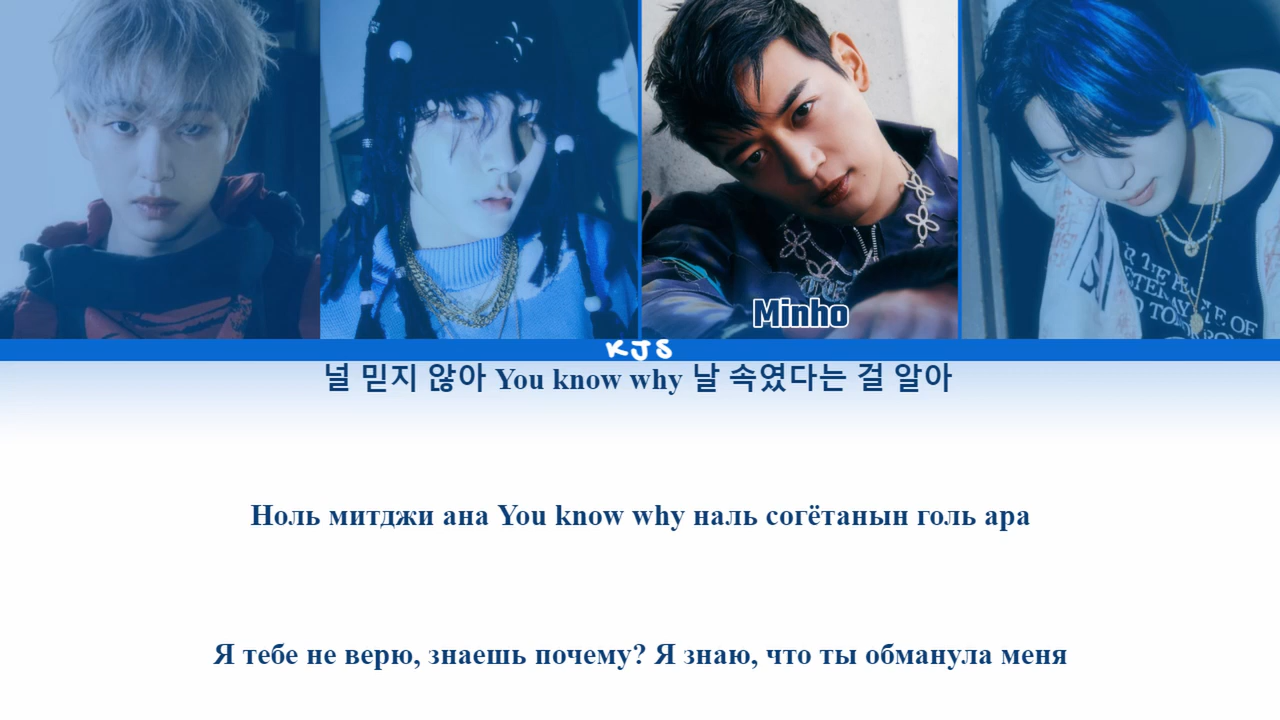 Minho
KJS
널 믿지 않아 You know why 날 속였다는 걸 알아
Ноль митджи ана You know why наль согётанын голь ара
Я тебе не верю, знаешь почему? Я знаю, что ты обманула меня